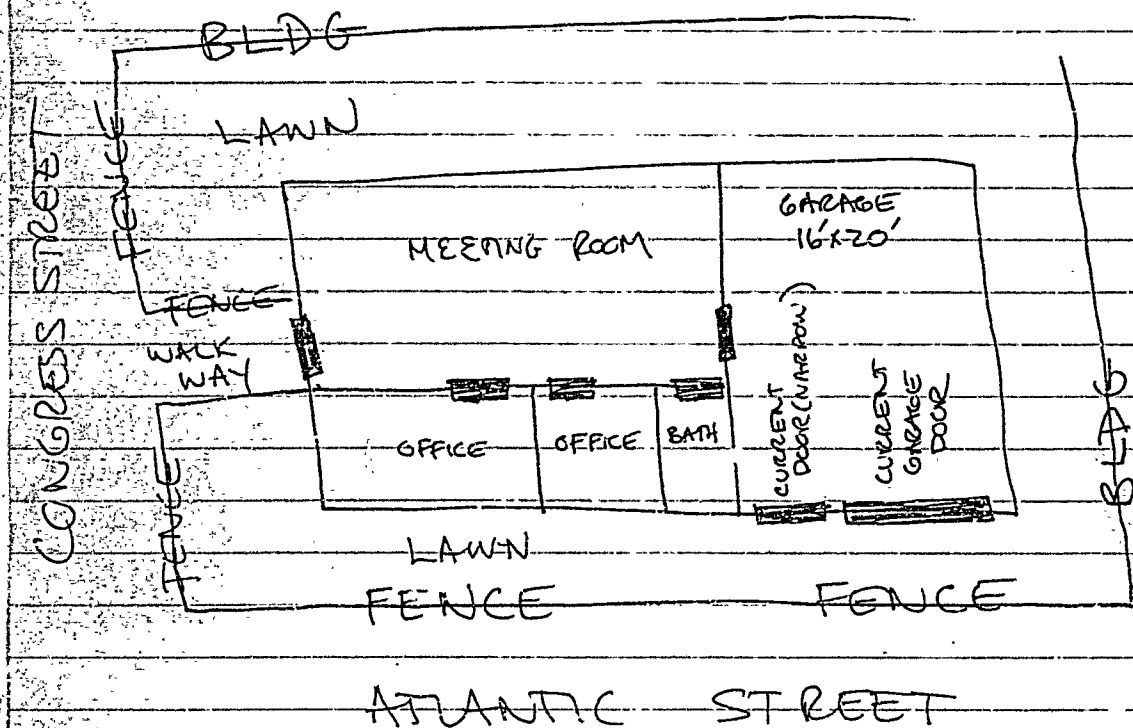 BLDG
LAWN
CONGRESS STREET
FENCE
GARAGE
16'x20'
MEETING ROOM
FENCE
WALK
WAY
CURRENT
DOOR (NARROW)
CURRENT
GARAGE
DOOR
BLDG
OFFICE
OFFICE
BATH
FENCE
LAWN
FENCE
FENCE
ATLANTIC STREET